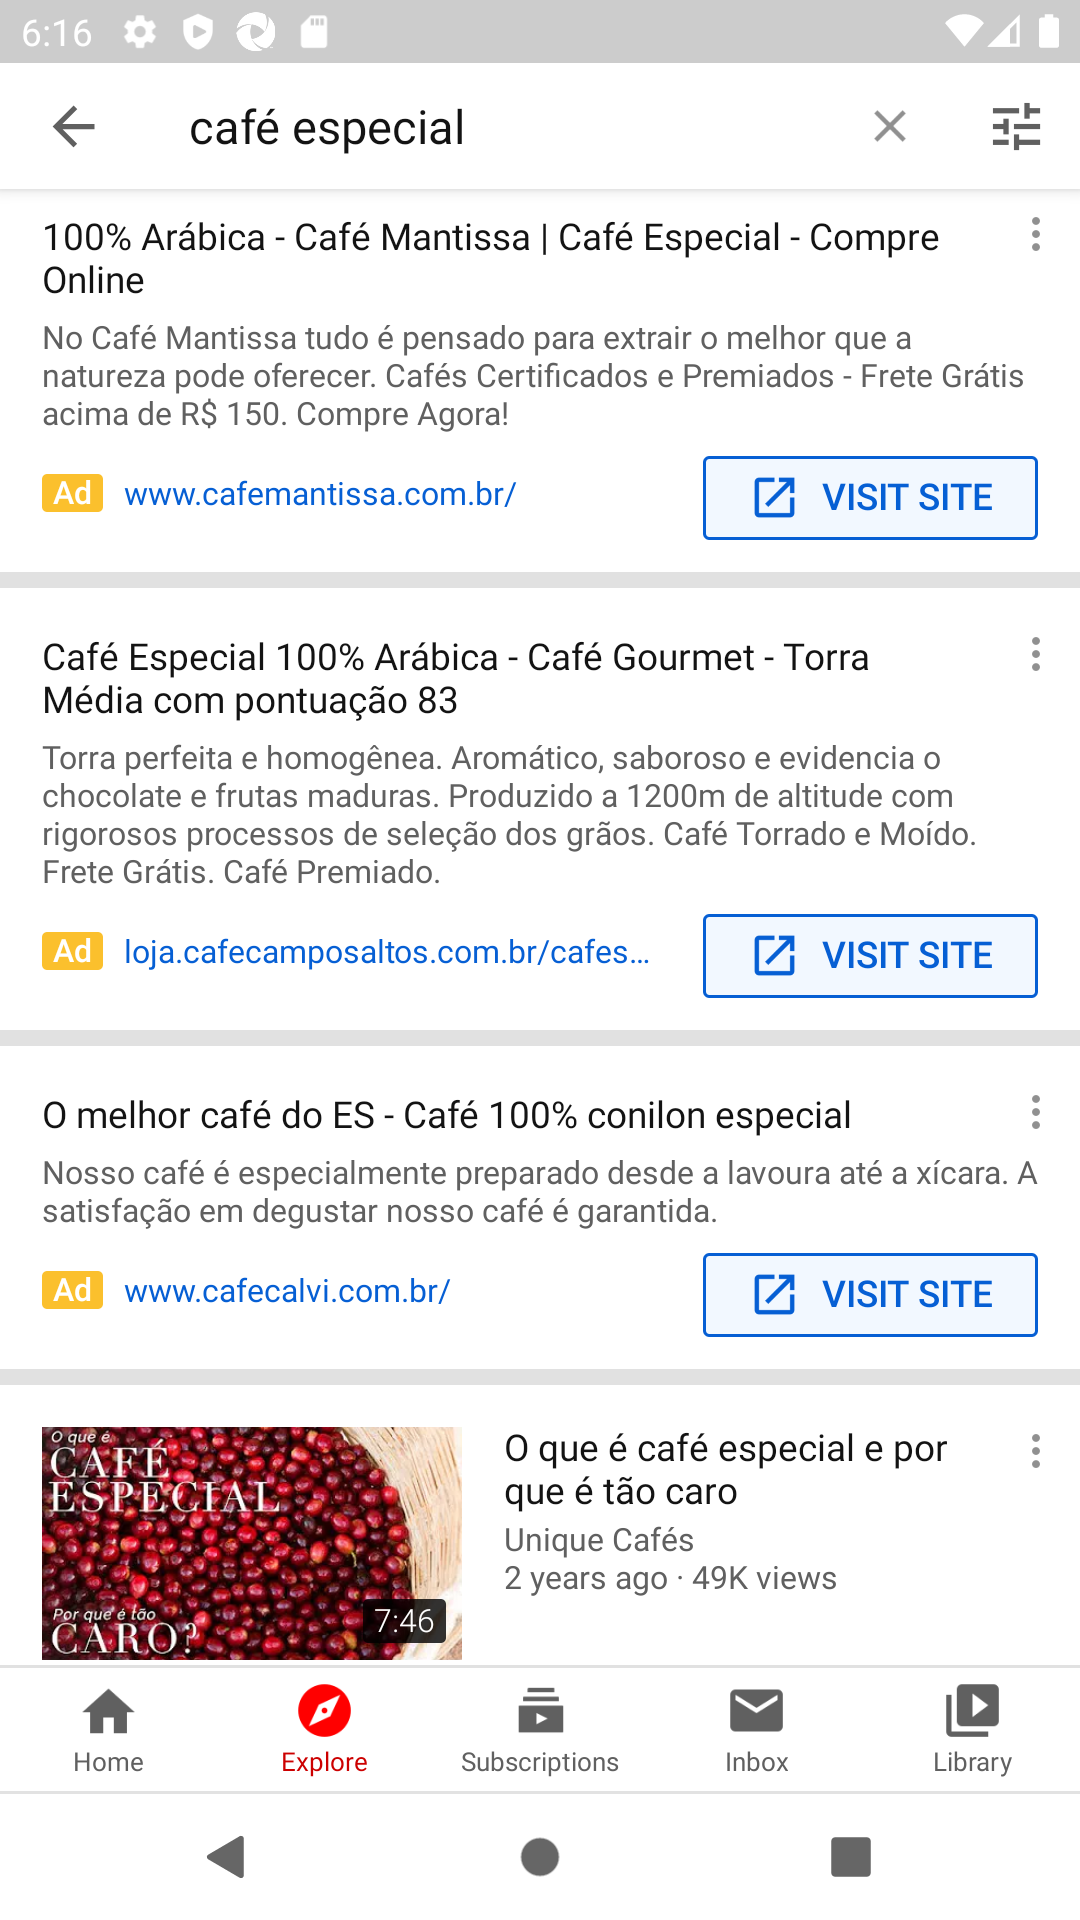 6:16
café especial
100% Arábica - Café Mantissa | Café Especial - Compre
Online
No Café Mantissa tudo é pensado para extrair o melhor que a
natureza pode oferecer. Cafés Certificados e Premiados - Frete Grátis
acima de R$ 150. Compre Agora!
Ad www.cafemantissa.com.br/
VISIT SITE
Café Especial 100% Arábica - Café Gourmet - Torra
Média com pontuação 83
Torra perfeita e homogênea. Aromático, saboroso e evidencia o
chocolate e frutas maduras. Produzido a 1200m de altitude com
rigorosos processos de seleção dos grãos. Café Torrado e Moído.
Frete Grátis. Café Premiado.
Ad loja.cafecamposaltos.com.br/cafes...
VISIT SITE
O melhor café do ES - Café 100% conilon especial
Nosso café é especialmente preparado desde a lavoura até a xícara. A
satisfação em degustar nosso café é garantida.
Ad www.cafecalvi.com.br/
VISIT SITE
O que é
CAFÉ
ESPECIAL
Por que é tão
CARO?
7:46
O que é café especial e por
que é tão caro
Unique Cafés
2 years ago · 49K views
Home
Explore
Subscriptions
Inbox
Library